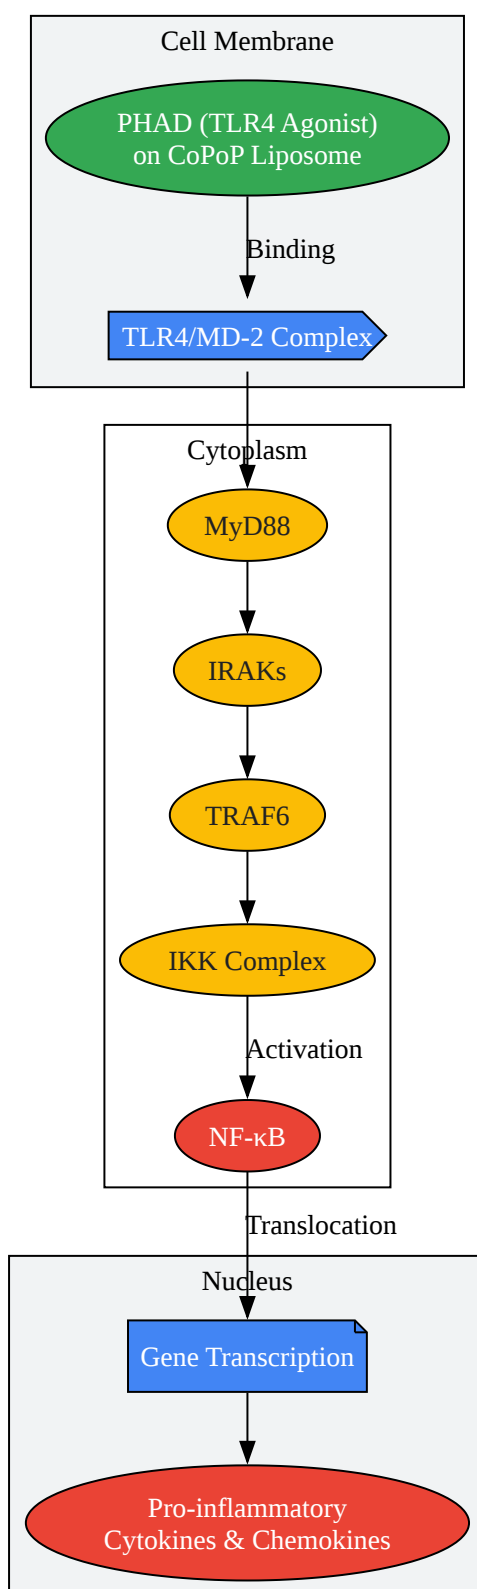 Cell Membrane
PHAD (TLR4 Agonist)
on CoPoP Liposome
Binding
TLR4/MD-2 Complex
Cytoplasm
MyD88
IRAKs
TRAF6
IKK Complex
Activation
NF-κB
Translocation
Nucleus
Gene Transcription
Pro-inflammatory
Cytokines & Chemokines